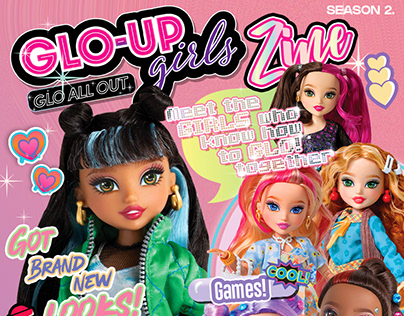 SEASON 2.
GLO-UP
girls
Zine
GLO ALL OUT
Meet the
GIRLS who
know how
to GLO!
together
GOT
BRAND
NEW
LOOKS!
COOL!
Games!